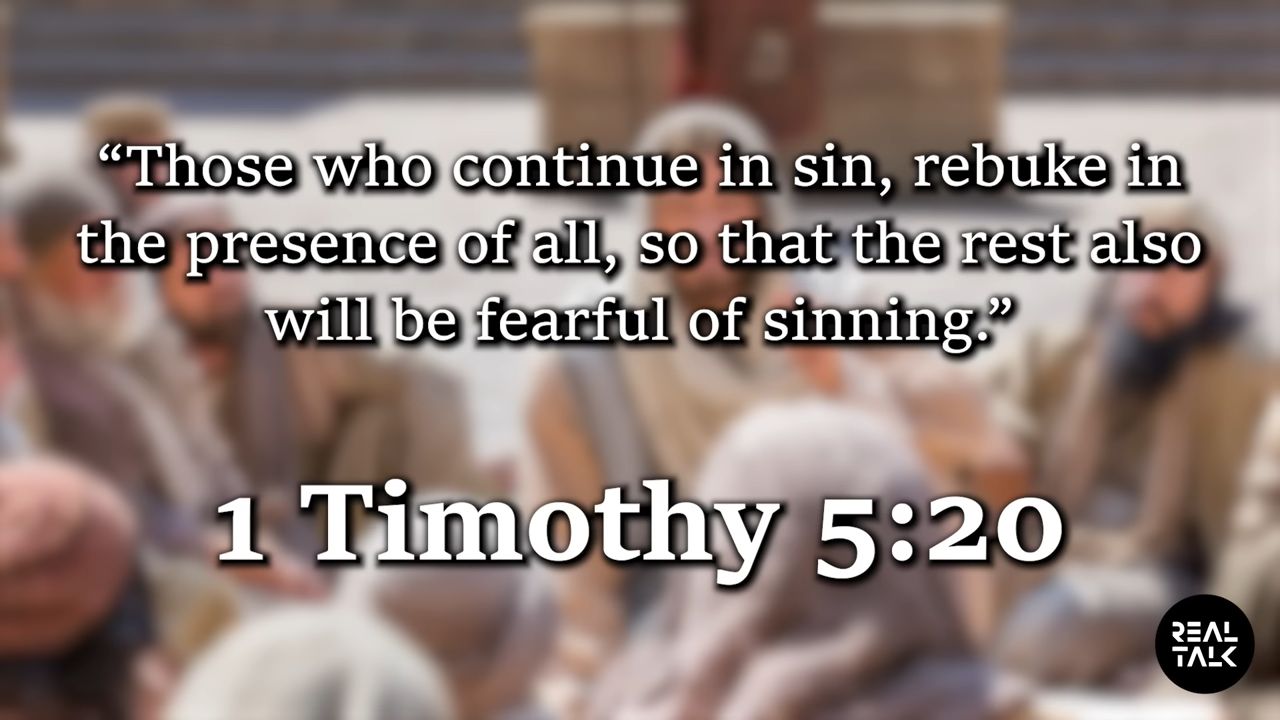 “Those who continue in sin, rebuke in
the presence of all, so that the rest also
will be fearful of sinning.”
1 Timothy 5:20
REAL
TALK